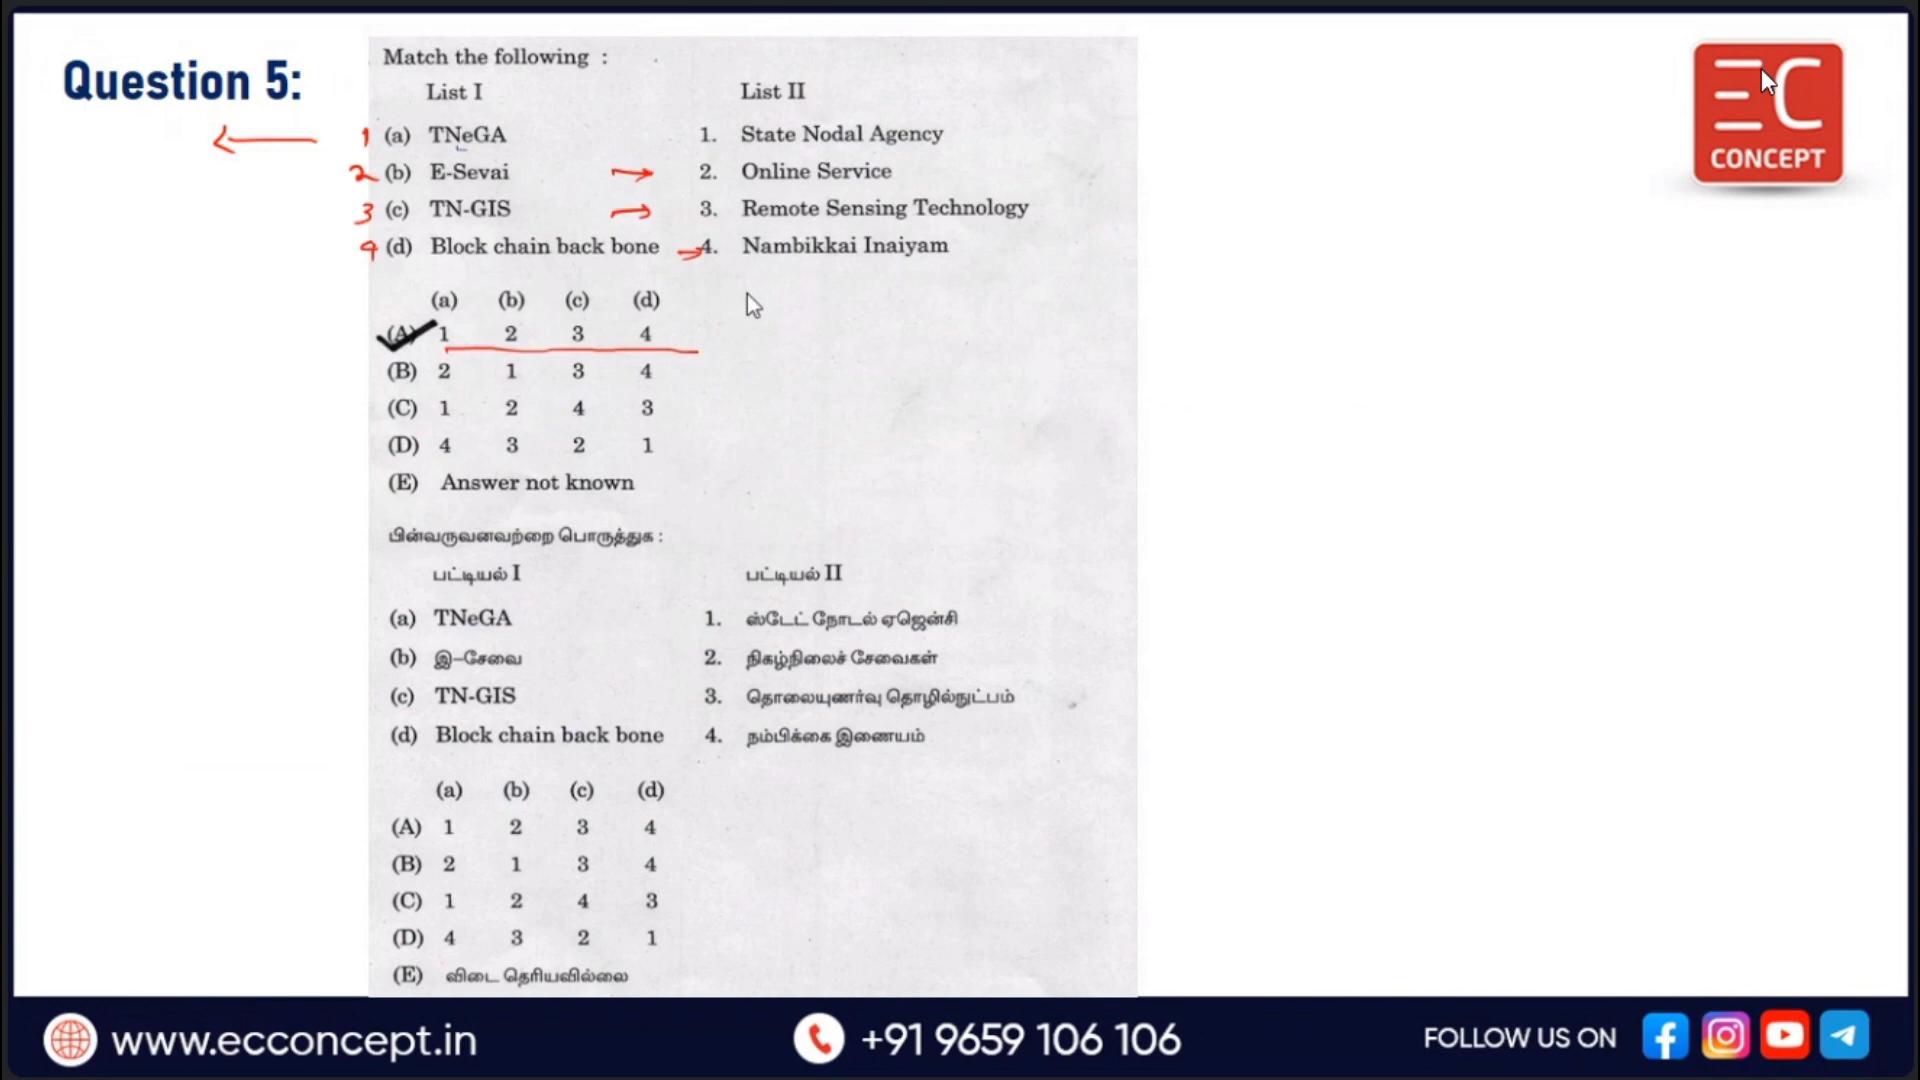 Question 5:
Match the following :
List I List II
1 (a) TNeGA 1. State Nodal Agency
2 (b) E-Sevai 2. Online Service
3 (c) TN-GIS 3. Remote Sensing Technology
4 (d) Block chain back bone 4. Nambikkai Inaiyam
(a) (b) (c) (d)
(A) 1 2 3 4
(B) 2 1 3 4
(C) 1 2 4 3
(D) 4 3 2 1
(E) Answer not known
பின்வருவனவற்றை பொருத்துக :
பட்டியல் I பட்டியல் II
(a) TNeGA 1. ஸ்டேட் நோடல் ஏஜென்சி
(b) இ-சேவை 2. நிகழ்நிலைச் சேவைகள்
(c) TN-GIS 3. தொலையுணர்வு தொழில்நுட்பம்
(d) Block chain back bone 4. நம்பிக்கை இணையம்
(a) (b) (c) (d)
(A) 1 2 3 4
(B) 2 1 3 4
(C) 1 2 4 3
(D) 4 3 2 1
(E) விடை தெரியவில்லை
EC
CONCEPT
www.ecconcept.in +91 9659 106 106 FOLLOW US ON